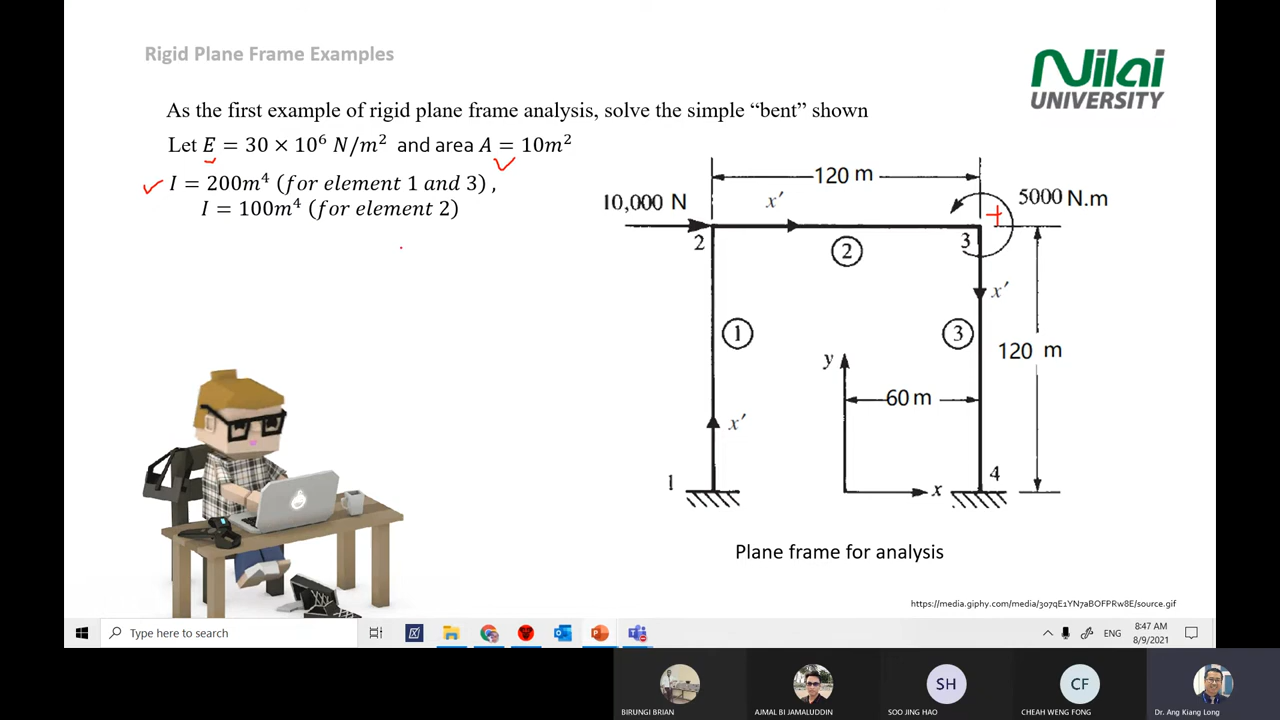 Rigid Plane Frame Examples
Nilai
UNIVERSITY
As the first example of rigid plane frame analysis, solve the simple “bent” shown
Let E = 30 × 10⁶ N/m² and area A = 10m²
I = 200m⁴ (for element 1 and 3) ,
I = 100m⁴ (for element 2)
120 m
10,000 N
x′
5000 N.m
+
2
2
3
x′
1
3
120 m
y
60 m
x′
1
4
x
Plane frame for analysis
https://media.giphy.com/media/3o7qE1YN7aBOFPRw8E/source.gif
Type here to search
ENG
8:47 AM
8/9/2021
SH
CF
BIRUNGI BRIAN
AJMAL BI JAMALUDDIN
SOO JING HAO
CHEAH WENG FONG
Dr. Ang Kiang Long